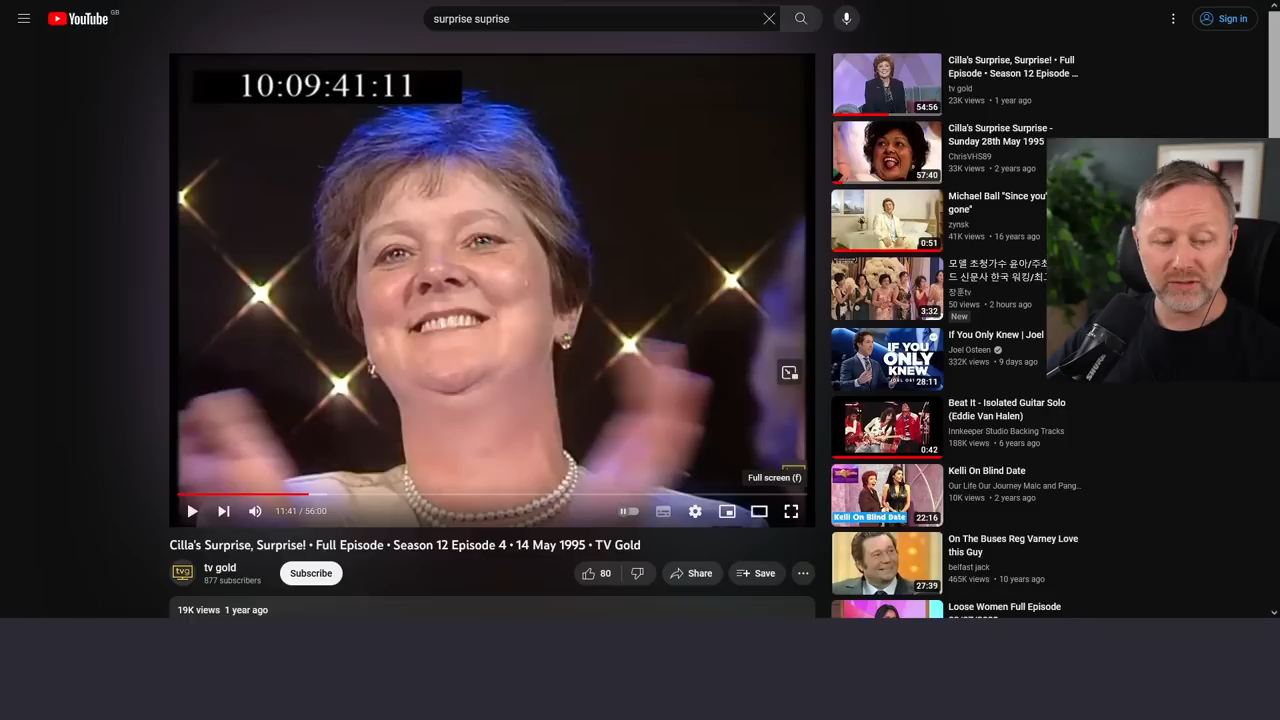 YouTube GB
surprise suprise
Sign in
10:09:41:11
Full screen (f)
11:41 / 56:00
Cilla's Surprise, Surprise! • Full Episode • Season 12 Episode 4 • 14 May 1995 • TV Gold
tvg
tv gold
877 subscribers
Subscribe
80
Share
Save
19K views 1 year ago
54:56
Cilla's Surprise, Surprise! • Full
Episode • Season 12 Episode ...
tv gold
23K views • 1 year ago
57:40
Cilla's Surprise Surprise -
Sunday 28th May 1995
ChrisVHS89
33K views • 2 years ago
0:51
Michael Ball "Since you'
gone"
zynsk
41K views • 16 years ago
3:32
모델 초청가수 윤아/주최
드 신문사 한국 워킹/최고
장훈tv
50 views • 2 hours ago
New
IF YOU
ONLY
KNEW
28:11
If You Only Knew | Joel
Joel Osteen
332K views • 9 days ago
0:42
Beat It - Isolated Guitar Solo
(Eddie Van Halen)
Innkeeper Studio Backing Tracks
188K views • 6 years ago
Kelli On Blind Date
22:16
Kelli On Blind Date
Our Life Our Journey Malc and Pang...
10K views • 2 years ago
27:39
On The Buses Reg Varney Love
this Guy
belfast jack
465K views • 10 years ago
Loose Women Full Episode